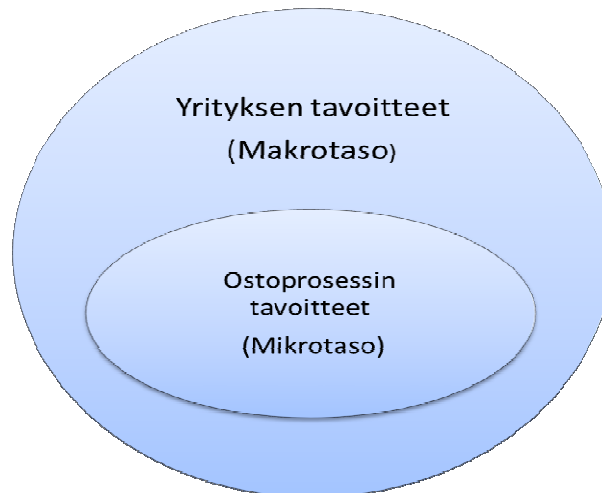 Yrityksen tavoitteet
(Makrotaso)
Ostoprosessin
tavoitteet
(Mikrotaso)